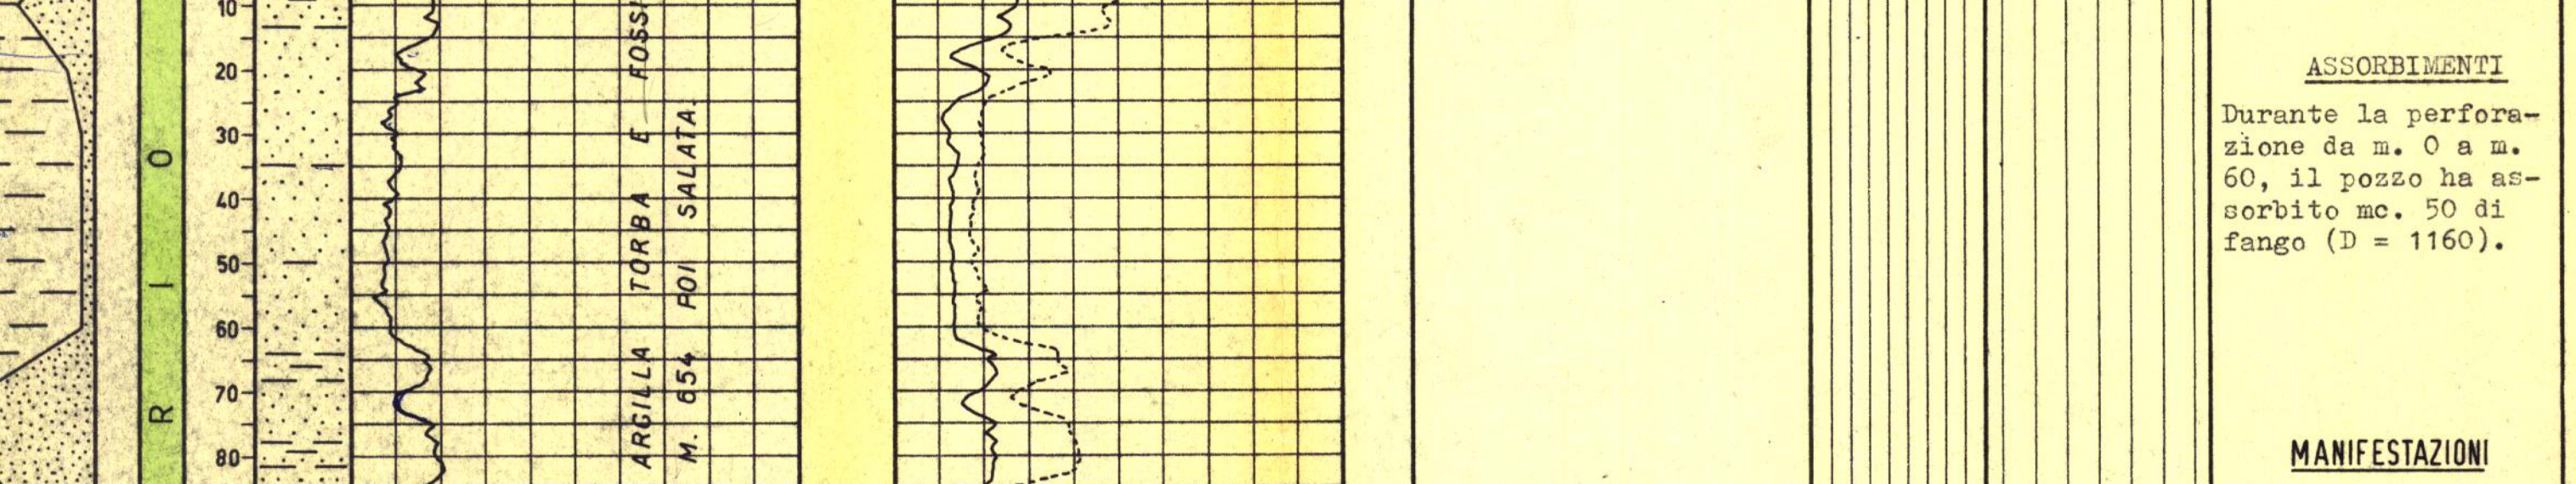 10
20
30
40
50
60
70
80
R I O
ARGILLA TORBA E FOSSI
M. 654 POI SALATA.
ASSORBIMENTI
Durante la perfora-
zione da m. 0 a m.
60, il pozzo ha as-
sorbito mc. 50 di
fango (D = 1160).
MANIFESTAZIONI